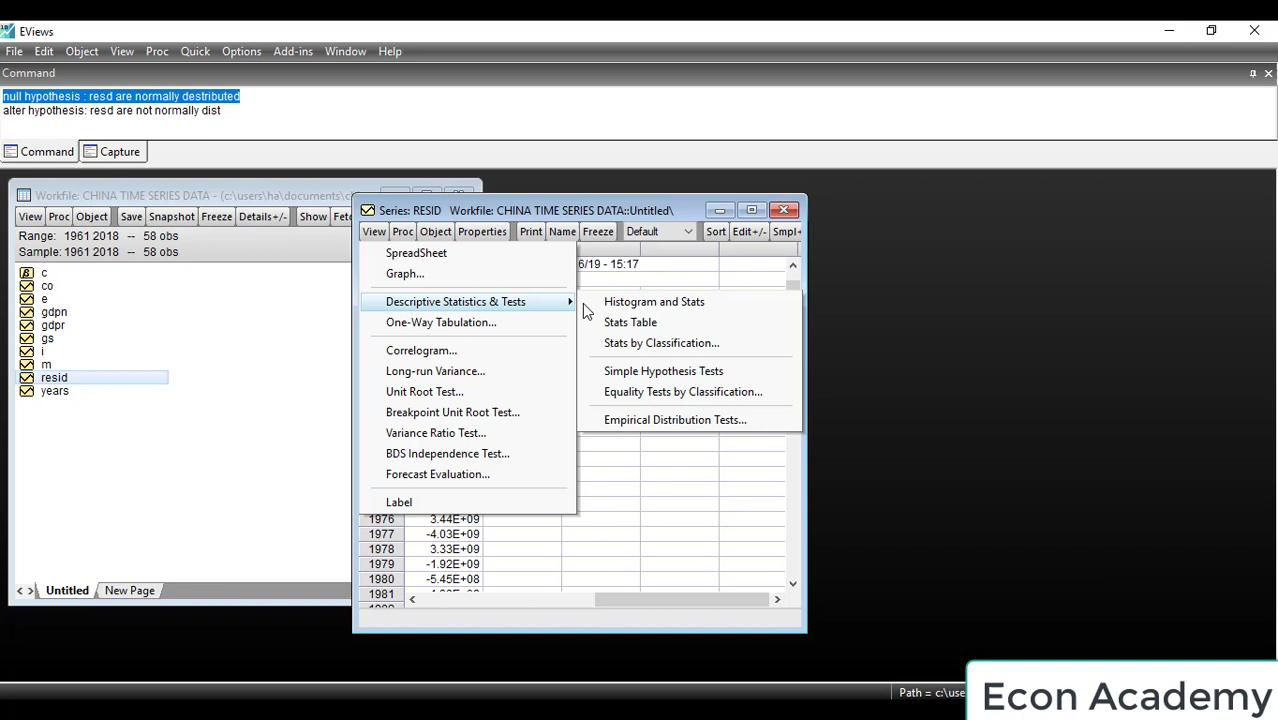 EViews
File Edit Object View Proc Quick Options Add-ins Window Help
Command
null hypothesis : resd are normally destributed
alter hypothesis: resd are not normally dist
Command Capture
Workfile: CHINA TIME SERIES DATA - (c:\users\ha\documents\c
View Proc Object Save Snapshot Freeze Details+/- Show Fetc
Range: 1961 2018 -- 58 obs
Sample: 1961 2018 -- 58 obs
c
co
e
gdpn
gdpr
gs
i
m
resid
years
Untitled New Page
Series: RESID Workfile: CHINA TIME SERIES DATA::Untitled\
View Proc Object Properties Print Name Freeze Default Sort Edit+/- Smpl+
6/19 - 15:17
SpreadSheet
Graph...
Descriptive Statistics & Tests
One-Way Tabulation...
Correlogram...
Long-run Variance...
Unit Root Test...
Breakpoint Unit Root Test...
Variance Ratio Test...
BDS Independence Test...
Forecast Evaluation...
Label
Histogram and Stats
Stats Table
Stats by Classification...
Simple Hypothesis Tests
Equality Tests by Classification...
Empirical Distribution Tests...
1976 3.44E+09
1977 -4.03E+09
1978 3.33E+09
1979 -1.92E+09
1980 -5.45E+08
1981
Path = c:\use
Econ Academy